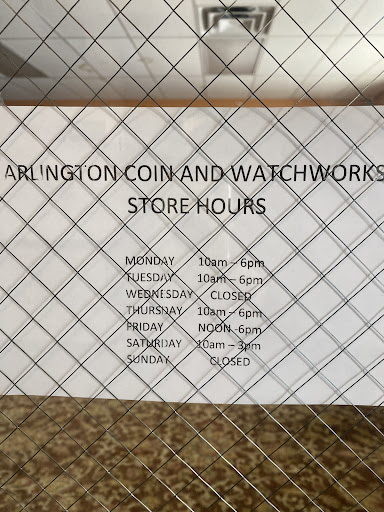 ARLINGTON COIN AND WATCHWORKS
STORE HOURS
MONDAY 10am – 6pm
TUESDAY 10am – 6pm
WEDNESDAY CLOSED
THURSDAY 10am – 6pm
FRIDAY NOON -6pm
SATURDAY 10am – 3pm
SUNDAY CLOSED